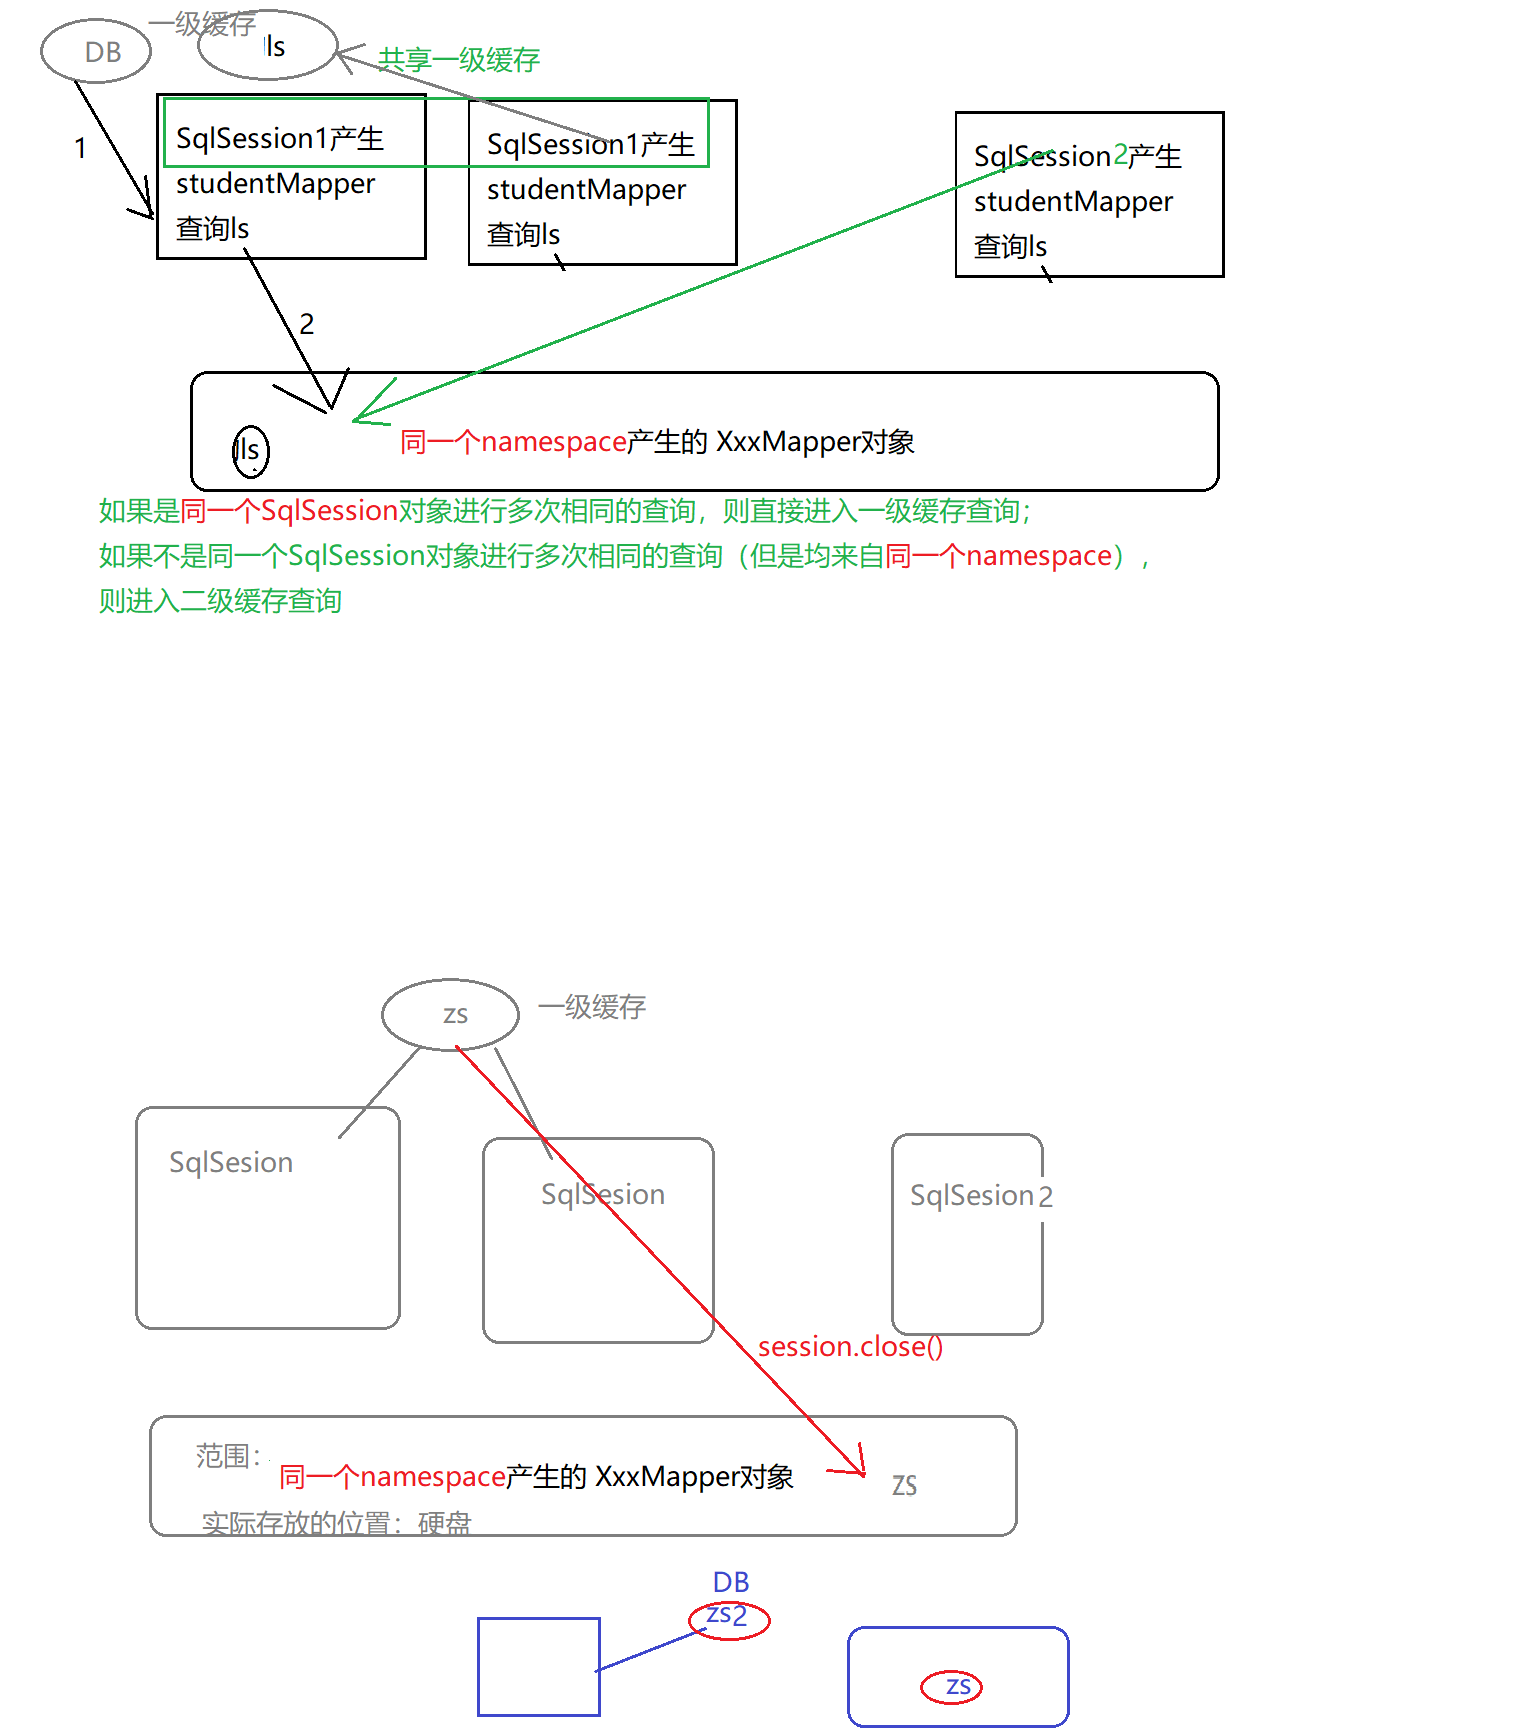 一级缓存
DB
ls
共享一级缓存
1
SqlSession1产生
studentMapper
查询ls
SqlSession1产生
studentMapper
查询ls
SqlSession2产生
studentMapper
查询ls
2
ls
同一个namespace产生的 XxxMapper对象
如果是同一个SqlSession对象进行多次相同的查询，则直接进入一级缓存查询；
如果不是同一个SqlSession对象进行多次相同的查询（但是均来自同一个namespace），
则进入二级缓存查询
zs
一级缓存
SqlSesion
SqlSesion
SqlSesion2
session.close()
范围：
同一个namespace产生的 XxxMapper对象
zs
实际存放的位置：硬盘
DB
zs2
zs